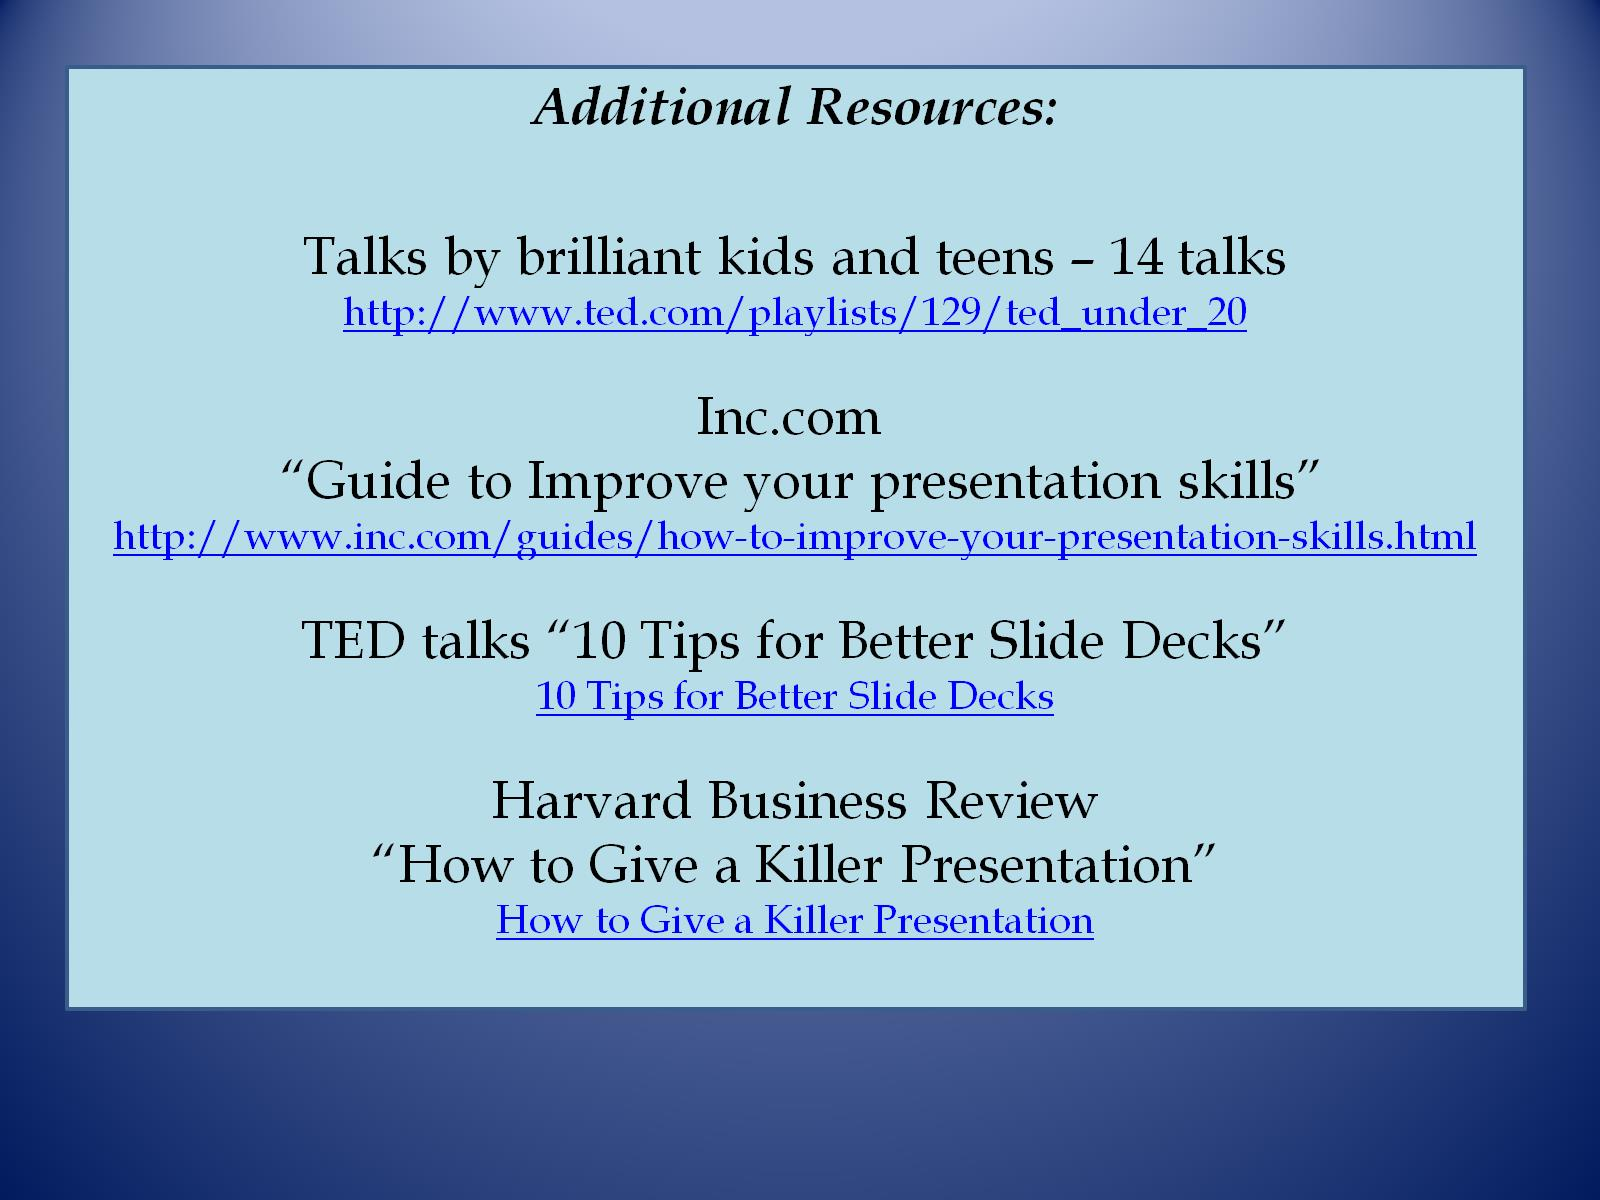 Additional Resources:
Talks by brilliant kids and teens – 14 talks
http://www.ted.com/playlists/129/ted_under_20
Inc.com
“Guide to Improve your presentation skills”
http://www.inc.com/guides/how-to-improve-your-presentation-skills.html
TED talks “10 Tips for Better Slide Decks”
10 Tips for Better Slide Decks
Harvard Business Review
“How to Give a Killer Presentation”
How to Give a Killer Presentation